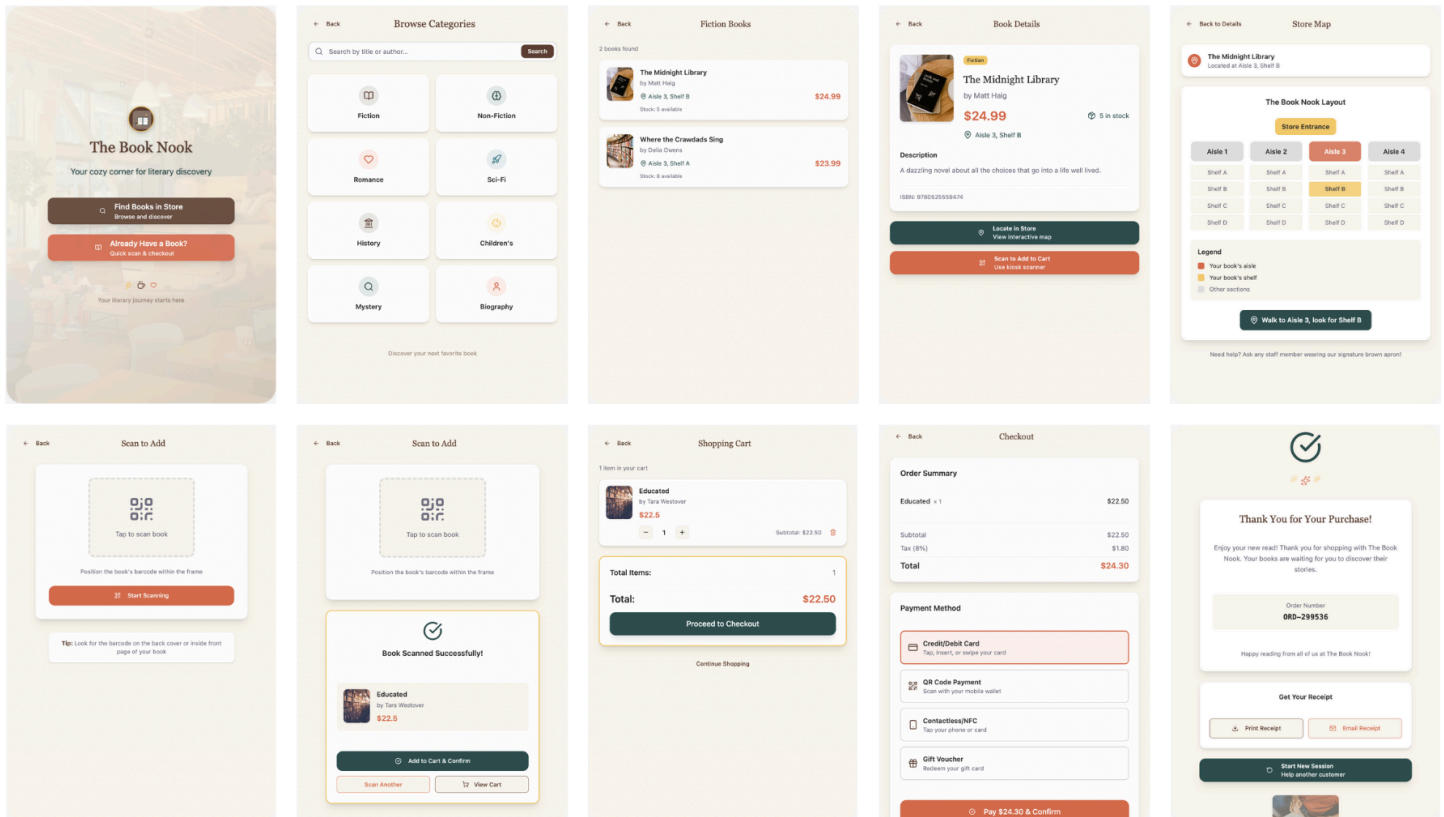 The Book Nook
Your cozy corner for literary discovery
Find Books in Store
Browse and discover
Already Have a Book?
Quick scan & checkout
Your literary journey starts here
Back
Browse Categories
Search by title or author...
Search
Fiction
Non-Fiction
Romance
Sci-Fi
History
Children's
Mystery
Biography
Discover your next favorite book
Back
Fiction Books
2 books found
The Midnight Library
by Matt Haig
Aisle 3, Shelf B
$24.99
Stock: 5 available
Where the Crawdads Sing
by Delia Owens
Aisle 3, Shelf A
$23.99
Stock: 8 available
Back
Book Details
Fiction
The Midnight Library
by Matt Haig
$24.99
5 in stock
Aisle 3, Shelf B
Description
A dazzling novel about all the choices that go into a life well lived.
ISBN: 9780525559474
Locate in Store
View interactive map
Scan to Add to Cart
Use kiosk scanner
Back to Details
Store Map
The Midnight Library
Located at Aisle 3, Shelf B
The Book Nook Layout
Store Entrance
Aisle 1 Aisle 2 Aisle 3 Aisle 4
Shelf A Shelf A Shelf A Shelf A
Shelf B Shelf B Shelf B Shelf B
Shelf C Shelf C Shelf C Shelf C
Shelf D Shelf D Shelf D Shelf D
Legend
Your book's aisle
Your book's shelf
Other sections
Walk to Aisle 3, look for Shelf B
Need help? Ask any staff member wearing our signature brown apron!
Back
Scan to Add
Tap to scan book
Position the book's barcode within the frame
Start Scanning
Tip: Look for the barcode on the back cover or inside front
page of your book
Back
Scan to Add
Tap to scan book
Position the book's barcode within the frame
Book Scanned Successfully!
Educated
by Tara Westover
$22.5
Add to Cart & Confirm
Scan Another
View Cart
Back
Shopping Cart
1 item in your cart
Educated
by Tara Westover
$22.5
− 1 +
Subtotal: $22.50
Total Items: 1
Total: $22.50
Proceed to Checkout
Continue Shopping
Back
Checkout
Order Summary
Educated × 1 $22.50
Subtotal $22.50
Tax (8%) $1.80
Total $24.30
Payment Method
Credit/Debit Card
Tap, insert, or swipe your card
QR Code Payment
Scan with your mobile wallet
Contactless/NFC
Tap your phone or card
Gift Voucher
Redeem your gift card
Pay $24.30 & Confirm
Thank You for Your Purchase!
Enjoy your new read! Thank you for shopping with The Book
Nook. Your books are waiting for you to discover their
stories.
Order Number
ORD-299536
Happy reading from all of us at The Book Nook!
Get Your Receipt
Print Receipt
Email Receipt
Start New Session
Help another customer